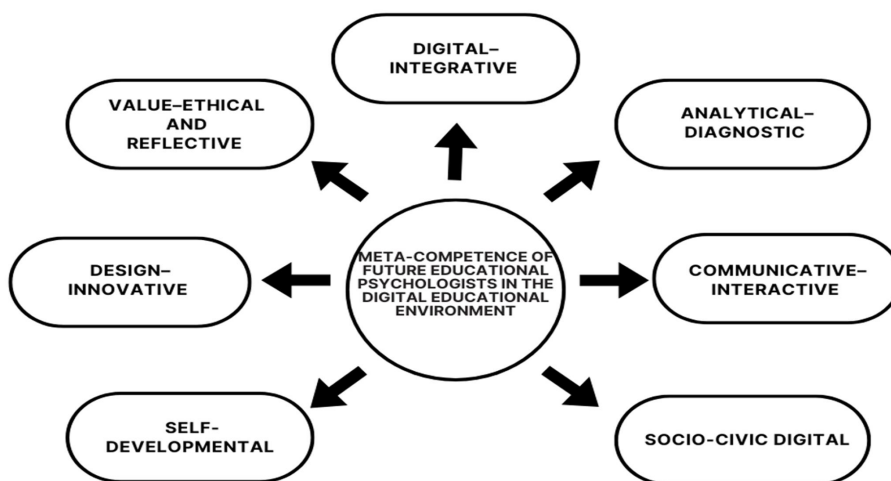 DIGITAL–
INTEGRATIVE
VALUE–ETHICAL
AND
REFLECTIVE
ANALYTICAL–
DIAGNOSTIC
META-COMPETENCE OF
FUTURE EDUCATIONAL
PSYCHOLOGISTS IN THE
DIGITAL EDUCATIONAL
ENVIRONMENT
DESIGN–
INNOVATIVE
COMMUNICATIVE–
INTERACTIVE
SELF-
DEVELOPMENTAL
SOCIO-CIVIC DIGITAL